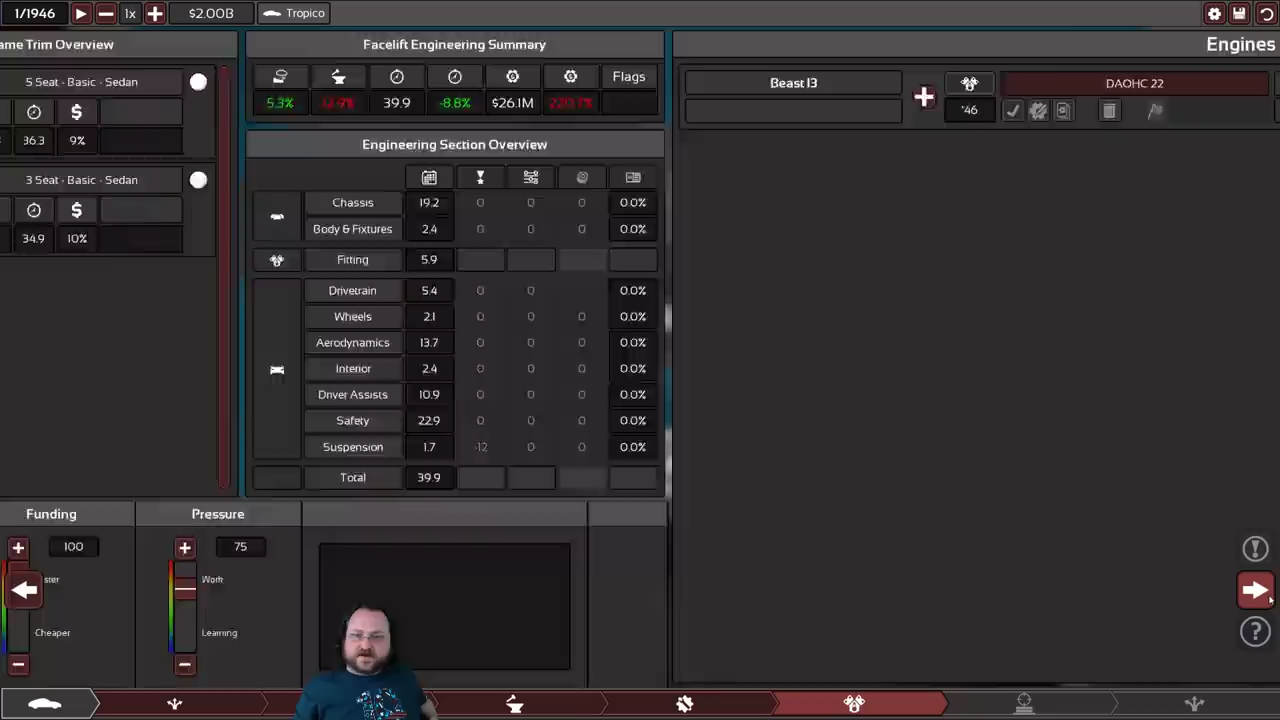 1/1946 1x $2.00B Tropico
ame Trim Overview
5 Seat - Basic - Sedan
36.3 9%
3 Seat - Basic - Sedan
34.9 10%
Facelift Engineering Summary
Flags
5.3% 39.9 -8.8% $26.1M
Engineering Section Overview
Chassis 19.2 0 0 0 0.0%
Body & Fixtures 2.4 0 0 0 0.0%
Fitting 5.9
Drivetrain 5.4 0 0 0.0%
Wheels 2.1 0 0 0 0.0%
Aerodynamics 13.7 0 0 0 0.0%
Interior 2.4 0 0 0 0.0%
Driver Assists 10.9 0 0 0 0.0%
Safety 22.9 0 0 0 0.0%
Suspension 1.7 -12 0 0 0.0%
Total 39.9
Engines
Beast I3
DAOHC 22
'46
Funding
100
ster
Cheaper
Pressure
75
Work
Learning